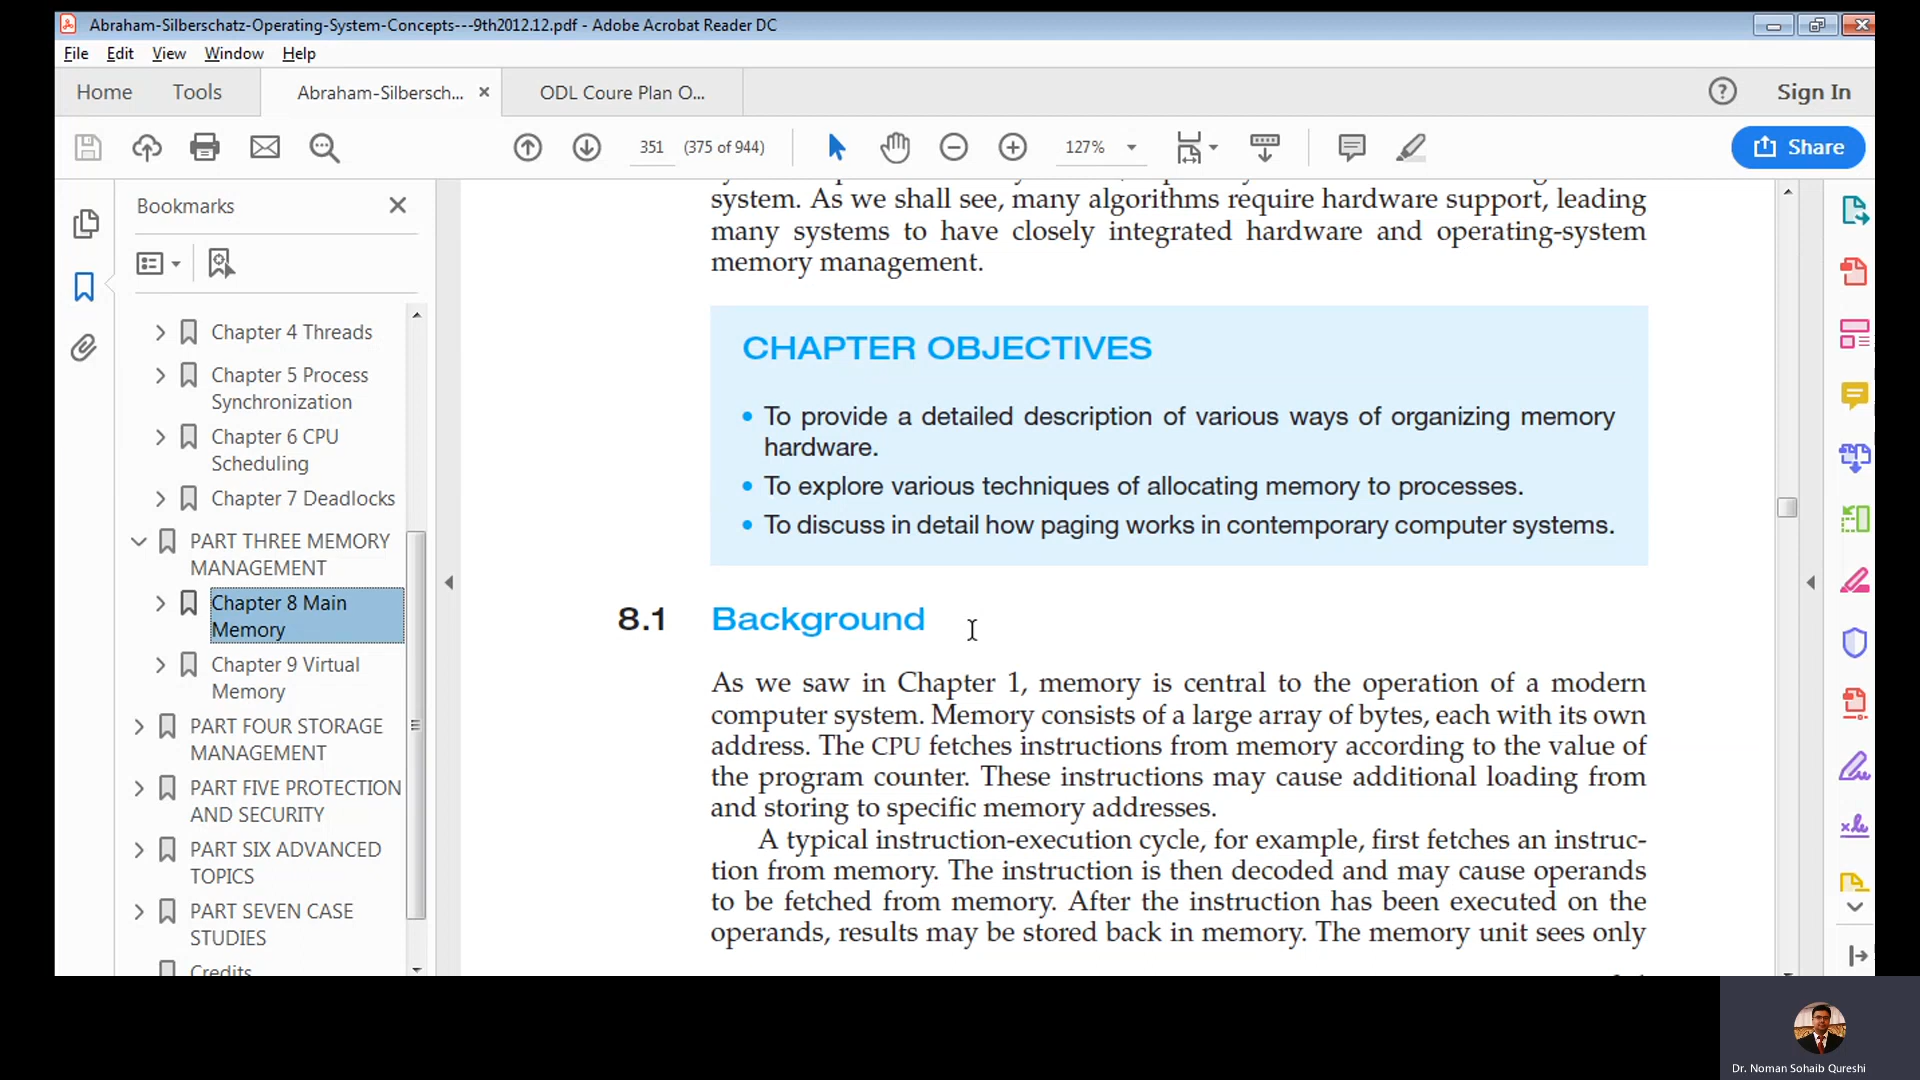 Abraham-Silberschatz-Operating-System-Concepts---9th2012.12.pdf - Adobe Acrobat Reader DC
File Edit View Window Help
Home Tools Abraham-Silbersch... ODL Coure Plan O... Sign In
351 (375 of 944) 127% Share
Bookmarks
Chapter 4 Threads
Chapter 5 Process
Synchronization
Chapter 6 CPU
Scheduling
Chapter 7 Deadlocks
PART THREE MEMORY
MANAGEMENT
Chapter 8 Main
Memory
Chapter 9 Virtual
Memory
PART FOUR STORAGE
MANAGEMENT
PART FIVE PROTECTION
AND SECURITY
PART SIX ADVANCED
TOPICS
PART SEVEN CASE
STUDIES
Credits
system. As we shall see, many algorithms require hardware support, leading
many systems to have closely integrated hardware and operating-system
memory management.
CHAPTER OBJECTIVES
• To provide a detailed description of various ways of organizing memory
hardware.
• To explore various techniques of allocating memory to processes.
• To discuss in detail how paging works in contemporary computer systems.
8.1 Background
As we saw in Chapter 1, memory is central to the operation of a modern
computer system. Memory consists of a large array of bytes, each with its own
address. The CPU fetches instructions from memory according to the value of
the program counter. These instructions may cause additional loading from
and storing to specific memory addresses.
A typical instruction-execution cycle, for example, first fetches an instruc-
tion from memory. The instruction is then decoded and may cause operands
to be fetched from memory. After the instruction has been executed on the
operands, results may be stored back in memory. The memory unit sees only
Dr. Noman Sohaib Qureshi